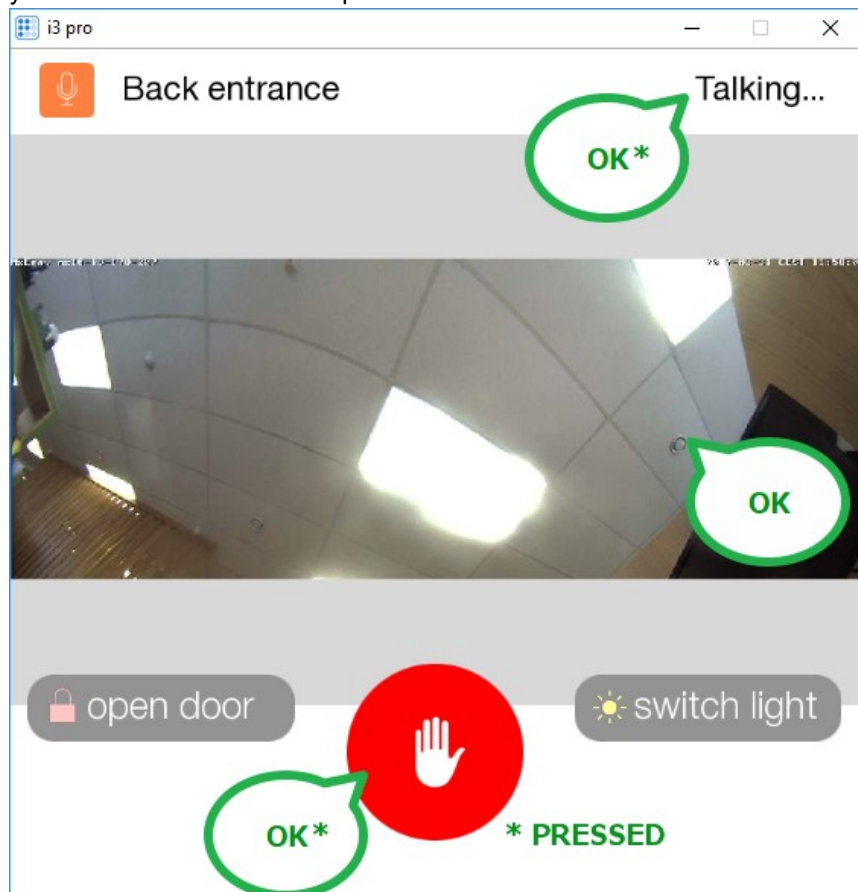 i3 pro
Back entrance
Talking...
OK*
OK
open door
switch light
OK*
* PRESSED